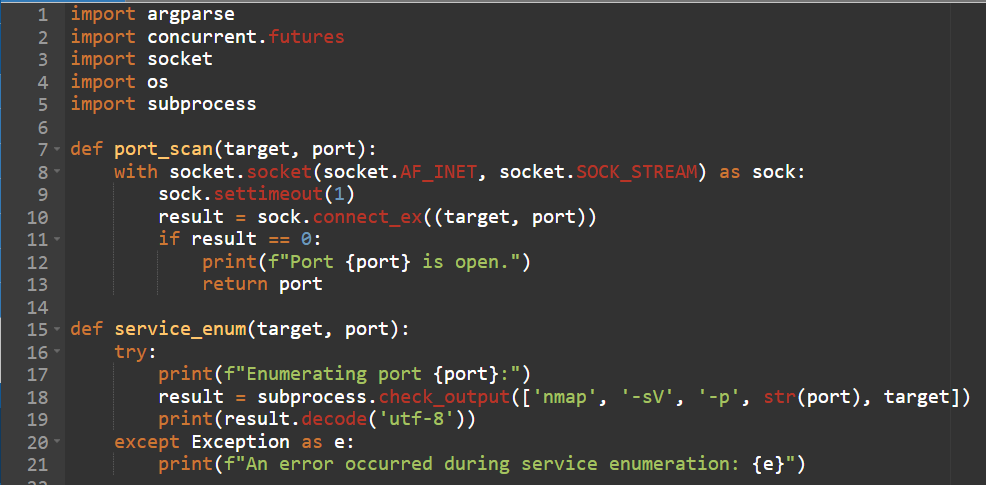 1 import argparse
2 import concurrent.futures
3 import socket
4 import os
5 import subprocess
6
7 def port_scan(target, port):
8     with socket.socket(socket.AF_INET, socket.SOCK_STREAM) as sock:
9         sock.settimeout(1)
10         result = sock.connect_ex((target, port))
11         if result == 0:
12             print(f"Port {port} is open.")
13             return port
14
15 def service_enum(target, port):
16     try:
17         print(f"Enumerating port {port}:")
18         result = subprocess.check_output(['nmap', '-sV', '-p', str(port), target])
19         print(result.decode('utf-8'))
20     except Exception as e:
21         print(f"An error occurred during service enumeration: {e}")